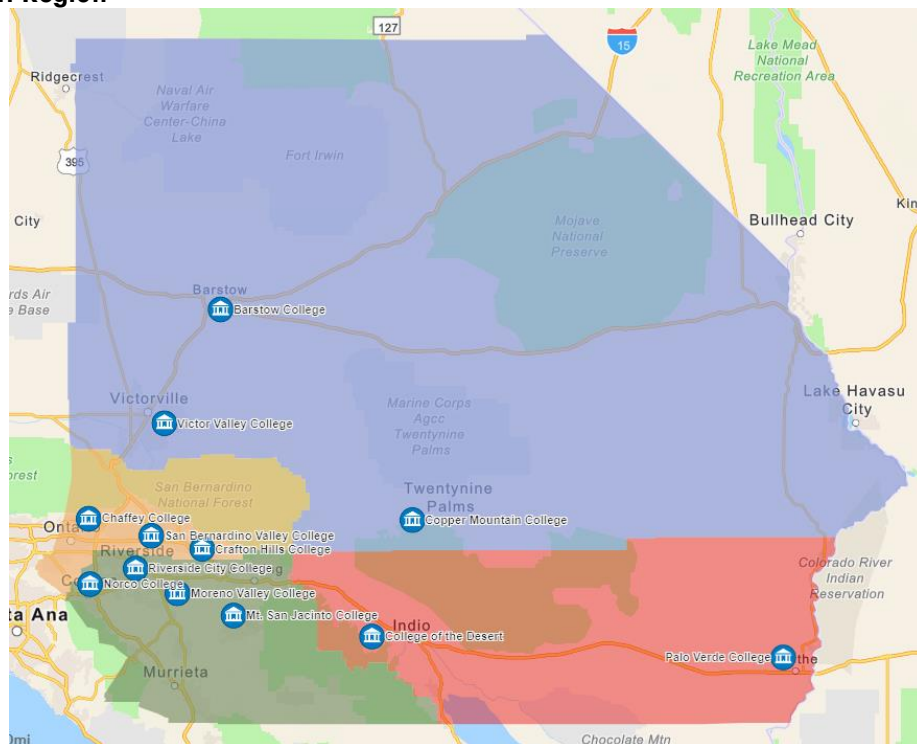 Region
127
15
Lake Mead
National
Recreation Area
Ridgecrest
Naval Air
Warfare
Center-China
Lake
Fort Irwin
395
City
Mojave
National
Preserve
Bullhead City
Barstow
Barstow College
Base
Victorville
Victor Valley College
Marine Corps
Agcc
Twentynine
Palms
Lake Havasu
City
San Bernardino
National Forest
Twentynine
Palms
Copper Mountain College
Chaffey College
San Bernardino Valley College
Riverside
Crafton Hills College
Riverside City College
Norco College
Moreno Valley College
Colorado River
Indian
Reservation
Mt. San Jacinto College
Ana
Indio
College of the Desert
Palo Verde College
Murrieta
Chocolate Mtn